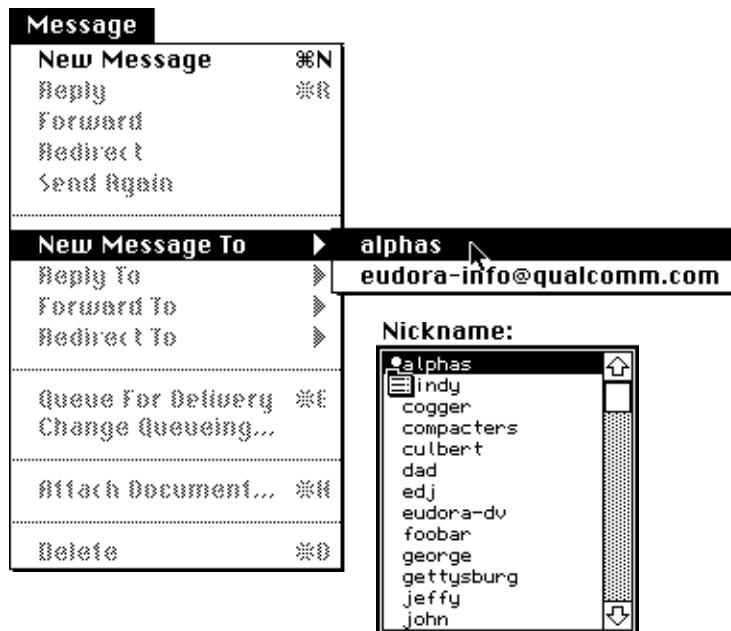 Message
New Message ⌘N
Reply ⌘R
Forward
Redirect
Send Again
New Message To
Reply To
Forward To
Redirect To
Queue For Delivery ⌘E
Change Queueing...
Attach Document... ⌘H
Delete ⌘D
alphas
eudora-info@qualcomm.com
Nickname:
alphas
indy
cogger
compacters
culbert
dad
edj
eudora-dv
foobar
george
gettysburg
jeffy
john